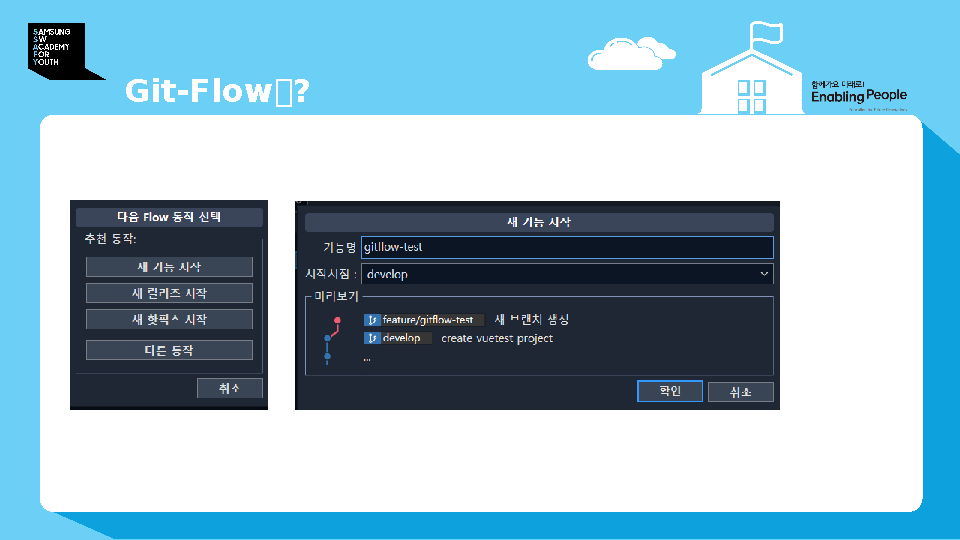 SAMSUNG
SW
ACADEMY
FOR
YOUTH
Git-Flow?
함께가요 미래로!
Enabling People
다음 Flow 동작 선택
추천 동작:
새 기능 시작
새 릴리즈 시작
새 핫픽스 시작
다른 동작
취소
새 기능 시작
기능명 gitflow-test
시작시점 : develop
미리보기
feature/gitflow-test 새 브랜치 생성
develop create vuetest project
...
확인 취소